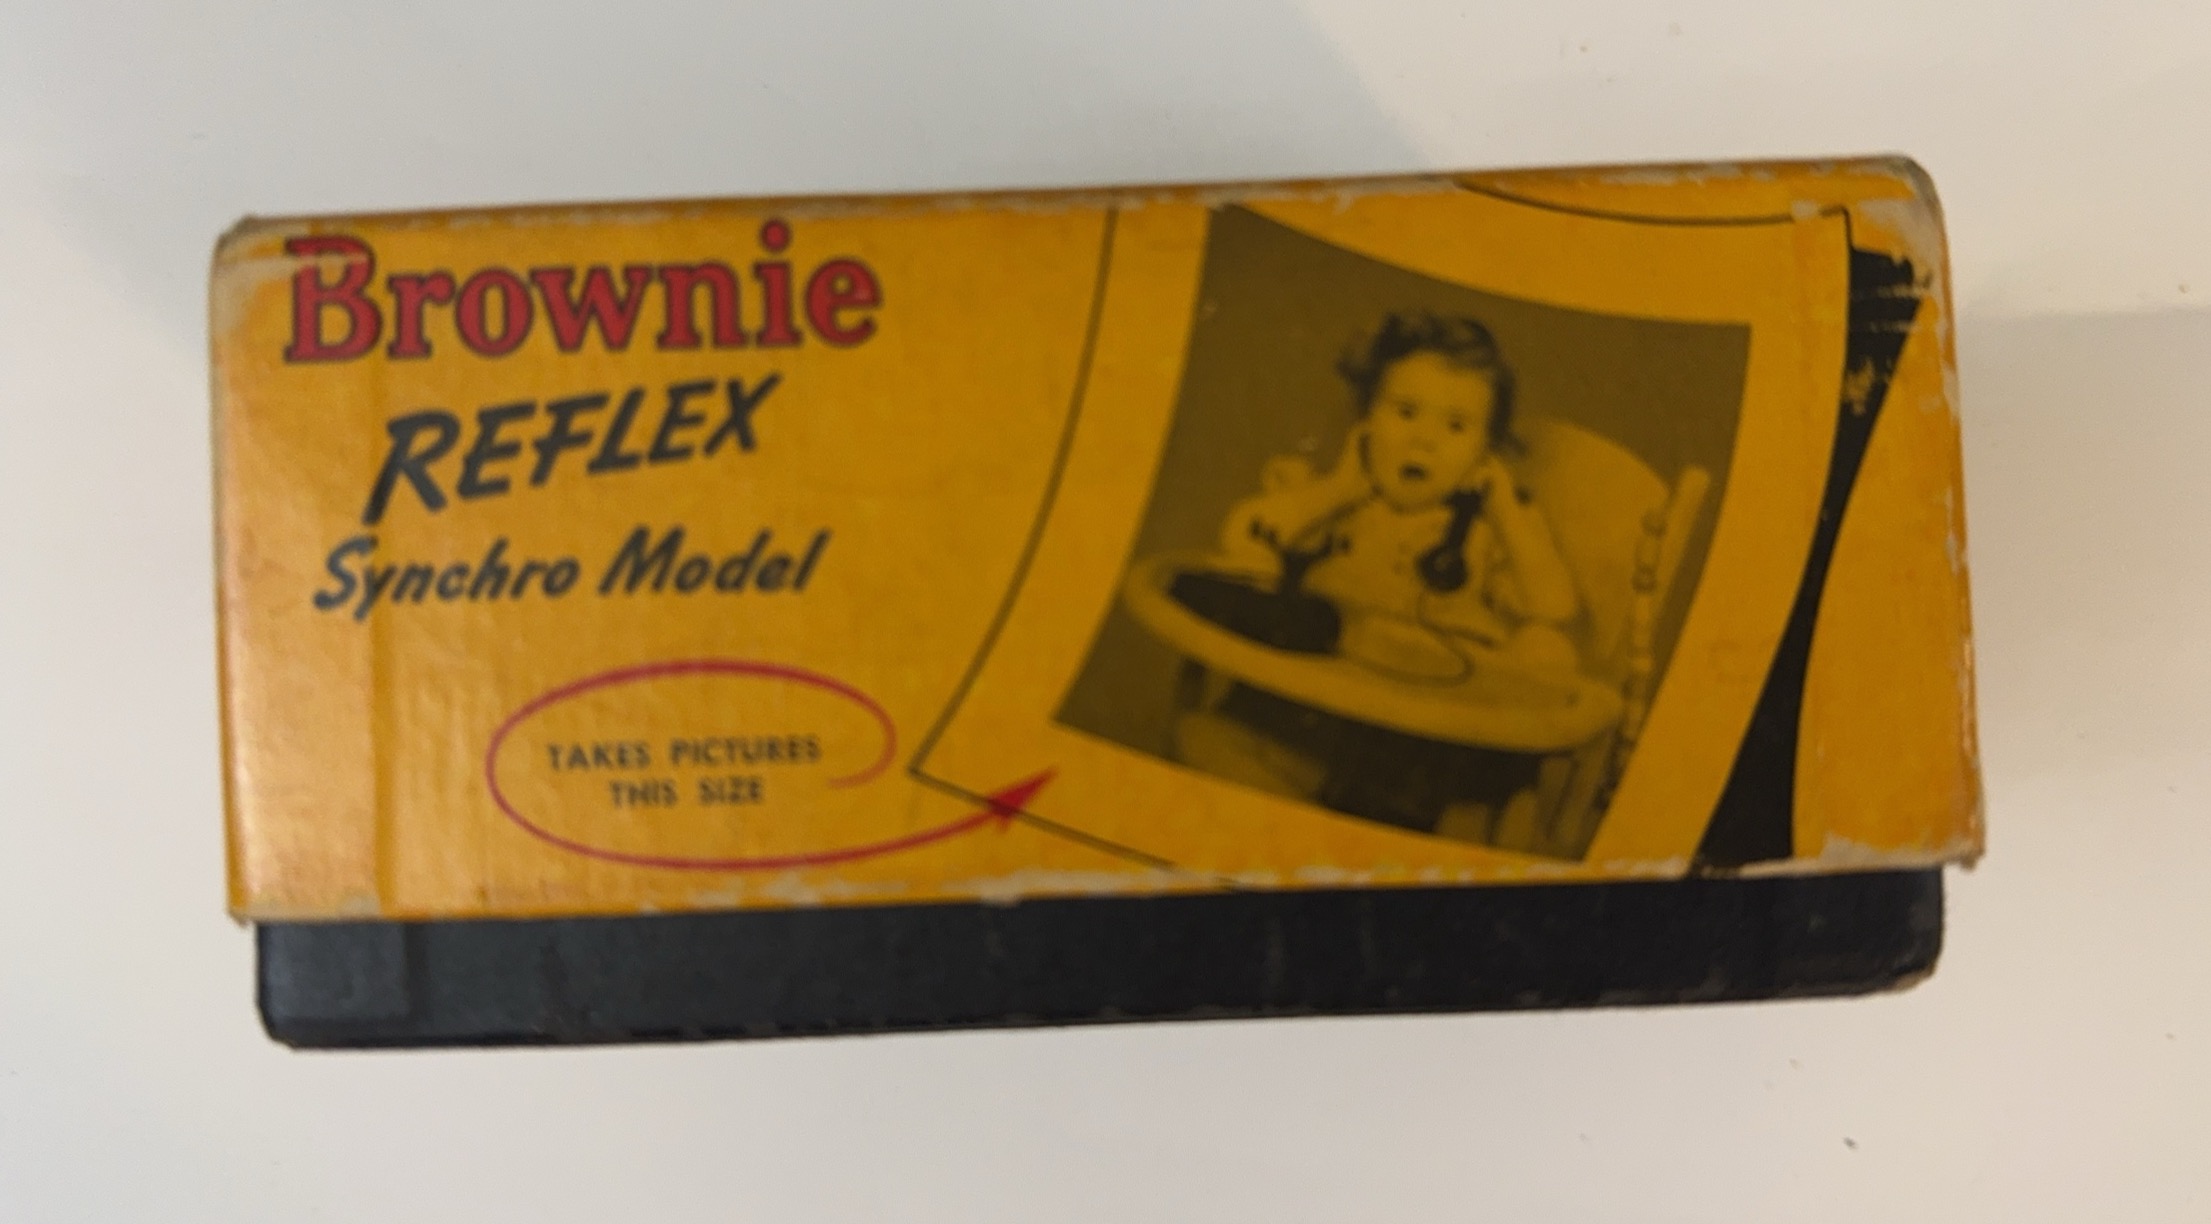 Brownie
REFLEX
Synchro Model
TAKES PICTURES
THIS SIZE